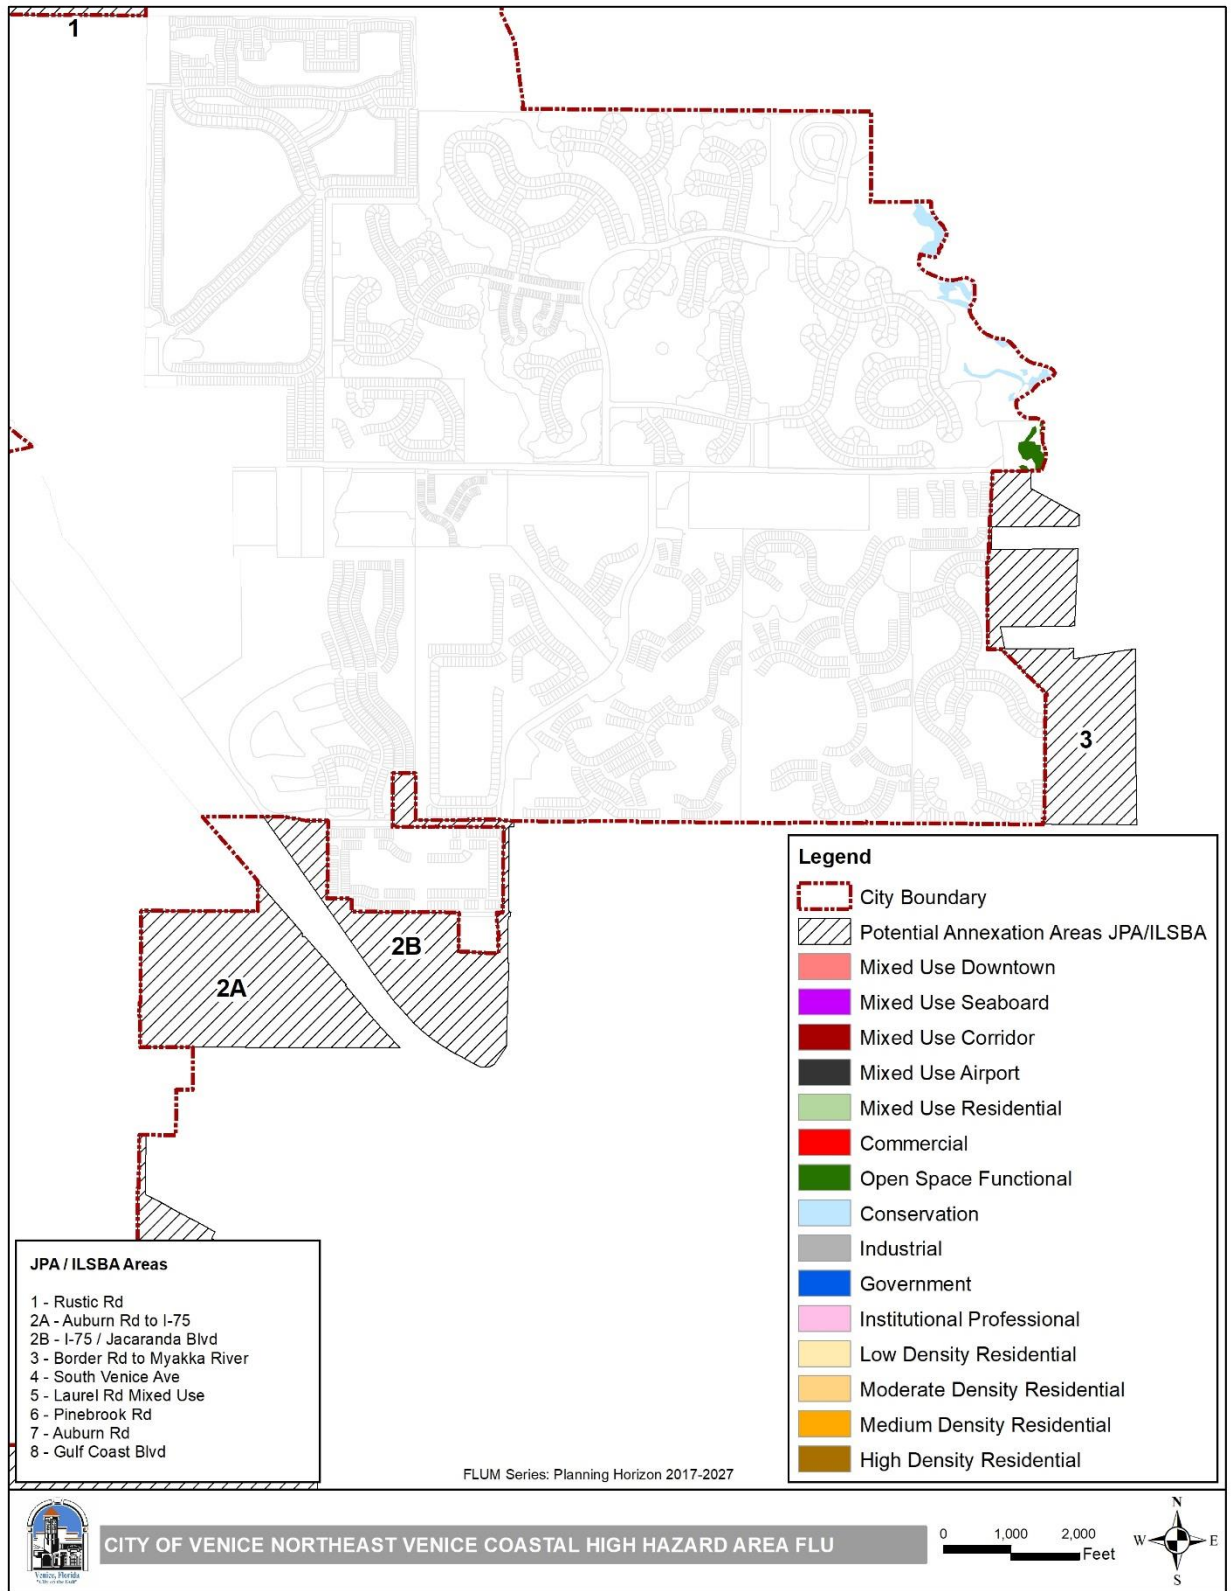 1
3
2B
2A
Legend
City Boundary
Potential Annexation Areas JPA/ILSBA
Mixed Use Downtown
Mixed Use Seaboard
Mixed Use Corridor
Mixed Use Airport
Mixed Use Residential
Commercial
Open Space Functional
Conservation
Industrial
Government
Institutional Professional
Low Density Residential
Moderate Density Residential
Medium Density Residential
High Density Residential
JPA / ILSBA Areas
1 - Rustic Rd
2A - Auburn Rd to I-75
2B - I-75 / Jacaranda Blvd
3 - Border Rd to Myakka River
4 - South Venice Ave
5 - Laurel Rd Mixed Use
6 - Pinebrook Rd
7 - Auburn Rd
8 - Gulf Coast Blvd
FLUM Series: Planning Horizon 2017-2027
Venice, Florida
"City on the Gulf"
CITY OF VENICE NORTHEAST VENICE COASTAL HIGH HAZARD AREA FLU
0 1,000 2,000
Feet
N
W E
S